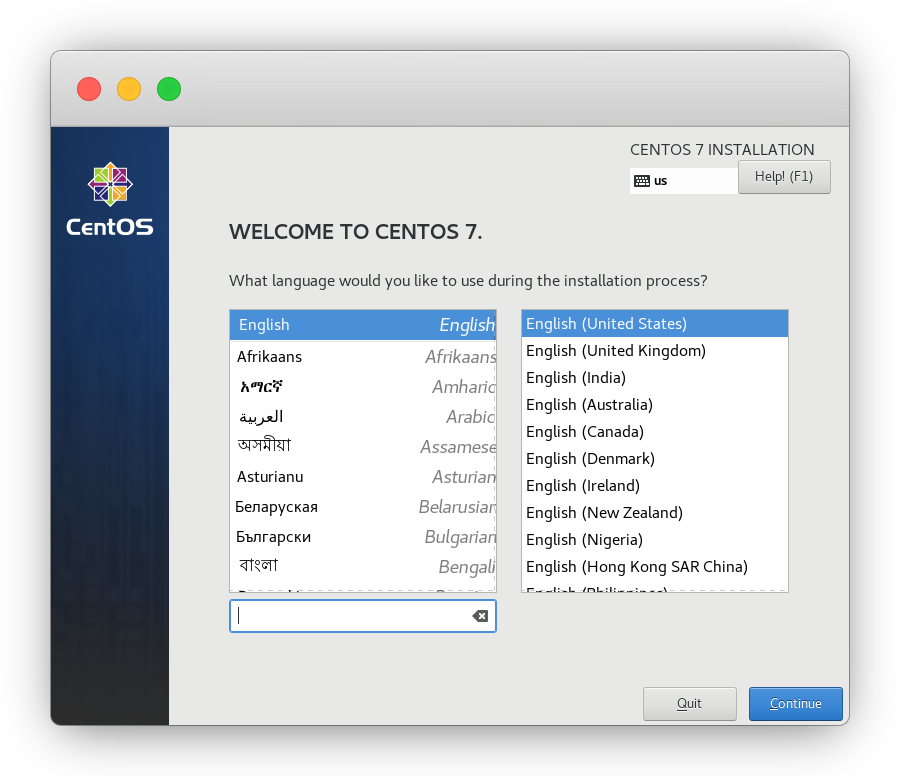 CentOS
CENTOS 7 INSTALLATION
us
Help! (F1)
WELCOME TO CENTOS 7.
What language would you like to use during the installation process?
English English
Afrikaans Afrikaans
አማርኛ Amharic
العربية Arabic
অসমীয়া Assamese
Asturianu Asturian
Беларуская Belarusian
Български Bulgarian
বাংলা Bengali
English (United States)
English (United Kingdom)
English (India)
English (Australia)
English (Canada)
English (Denmark)
English (Ireland)
English (New Zealand)
English (Nigeria)
English (Hong Kong SAR China)
English (Philippines)
Quit
Continue